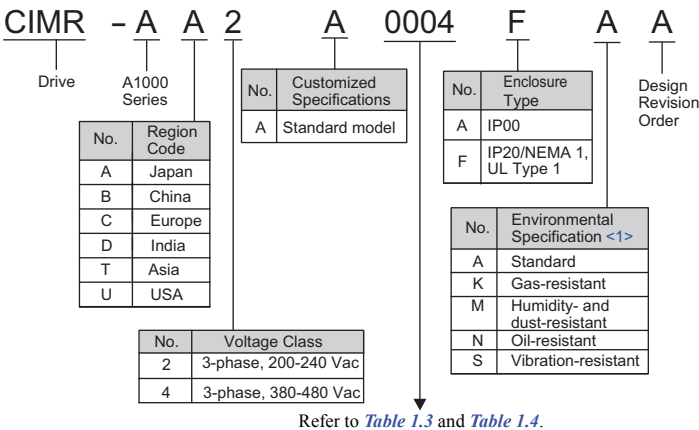 CIMR - A A 2 A 0004 F A A
Drive
A1000
Series
No. Region
Code
A Japan
B China
C Europe
D India
T Asia
U USA
No. Voltage Class
2 3-phase, 200-240 Vac
4 3-phase, 380-480 Vac
No. Customized
Specifications
A Standard model
No. Enclosure
Type
A IP00
F IP20/NEMA 1,
UL Type 1
No. Environmental
Specification <1>
A Standard
K Gas-resistant
M Humidity- and
dust-resistant
N Oil-resistant
S Vibration-resistant
Design
Revision
Order
Refer to Table 1.3 and Table 1.4.